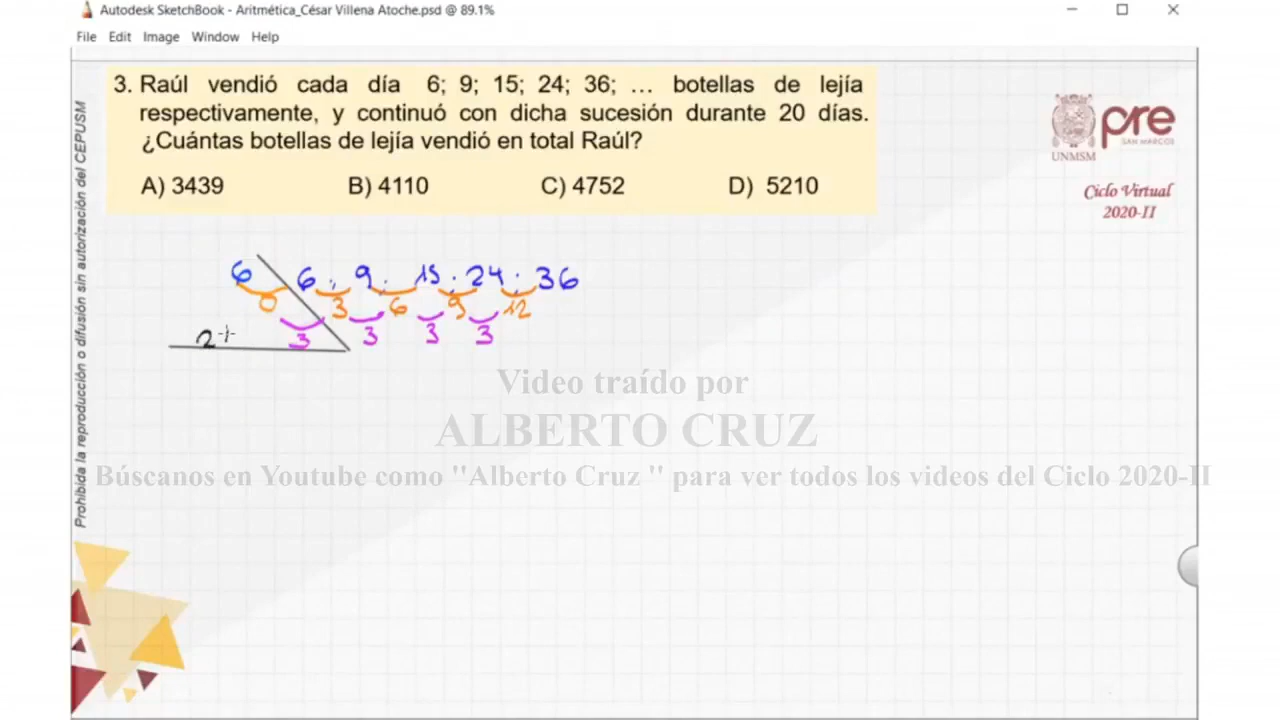 Autodesk SketchBook - Aritmética_César Villena Atoche.psd @ 89.1%
File Edit Image Window Help
3. Raúl vendió cada día 6; 9; 15; 24; 36; … botellas de lejía
respectivamente, y continuó con dicha sucesión durante 20 días.
¿Cuántas botellas de lejía vendió en total Raúl?
A) 3439 B) 4110 C) 4752 D) 5210
pre
SAN MARCOS
UNMSM
Ciclo Virtual
2020-II
Prohibida la reproducción o difusión sin autorización del CEPUSM
6 6 ; 9 ; 15 ; 24 ; 36
0 3 6 9 12
2+ 3 3 3 3
Video traído por
ALBERTO CRUZ
Búscanos en Youtube como "Alberto Cruz " para ver todos los videos del Ciclo 2020-II